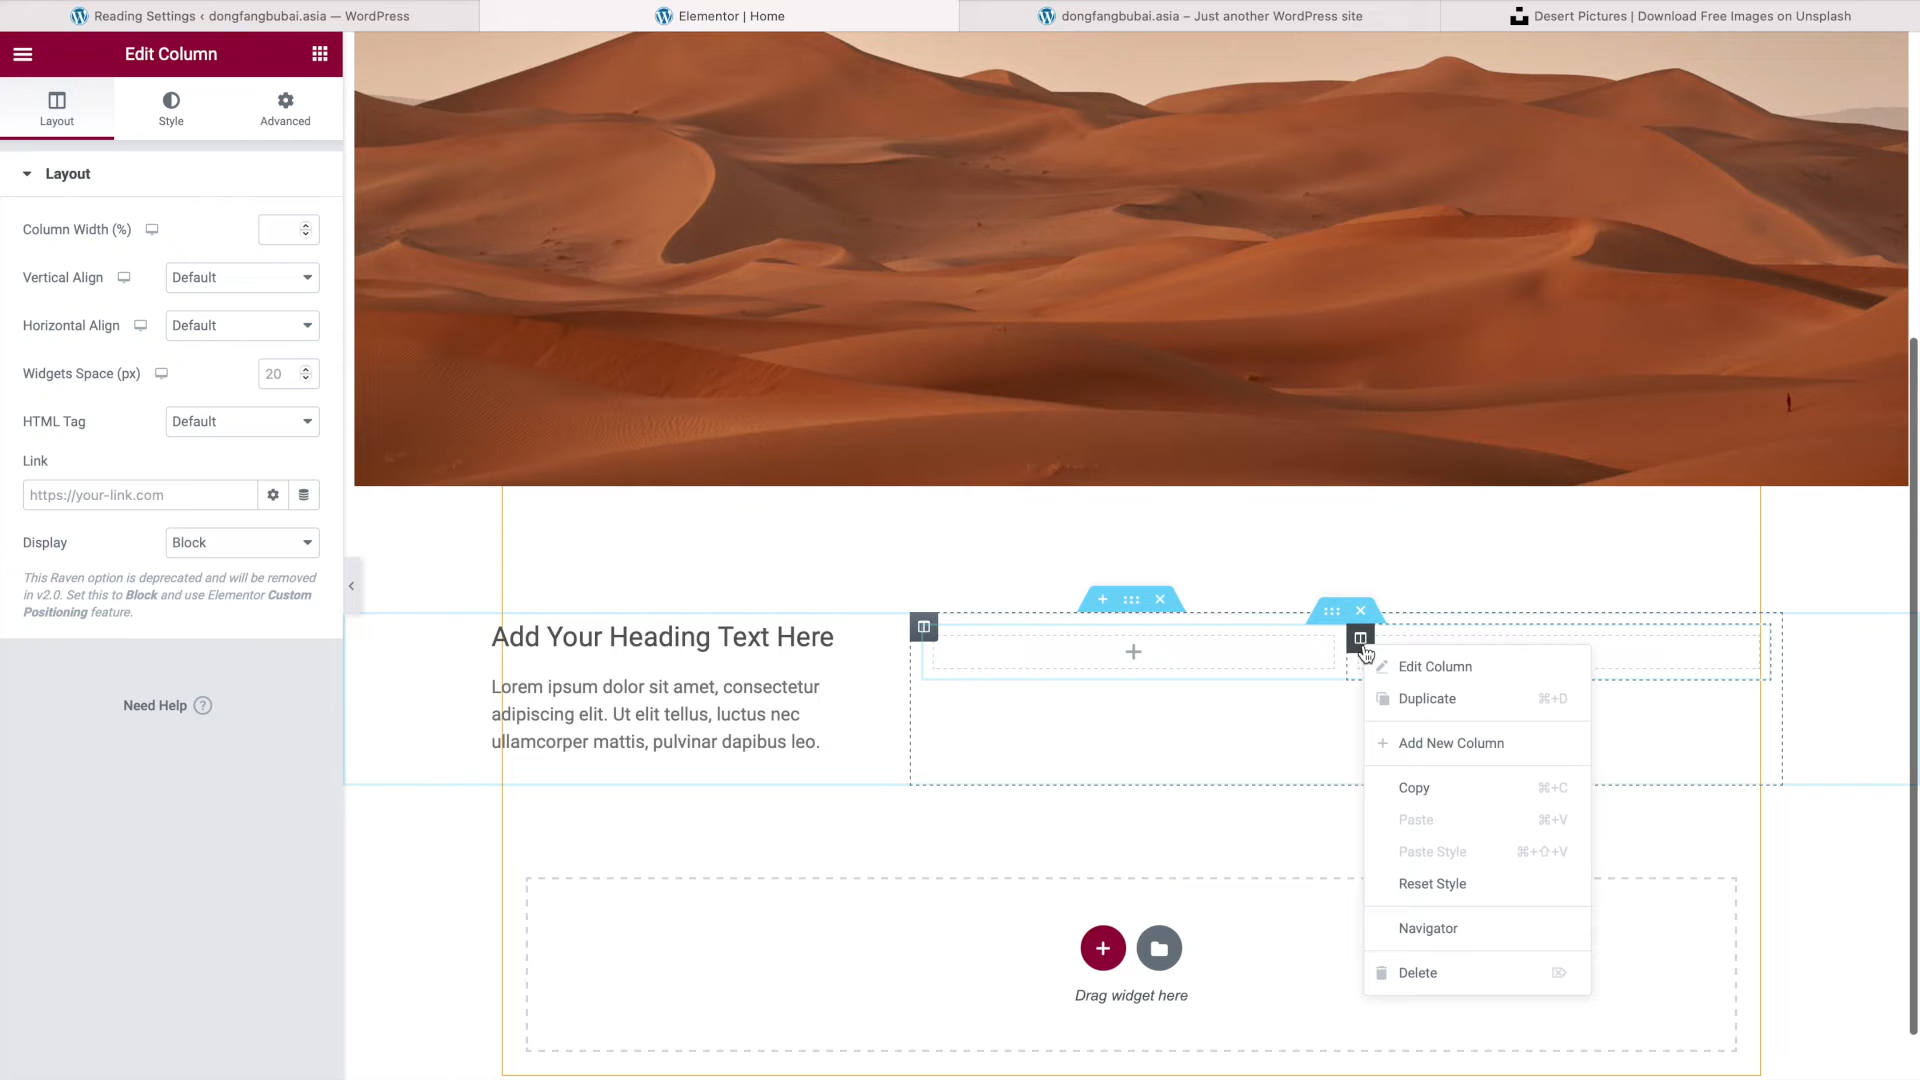 Reading Settings ‹ dongfangbubai.asia — WordPress
Elementor | Home
dongfangbubai.asia – Just another WordPress site
Desert Pictures | Download Free Images on Unsplash
Edit Column
Layout
Style
Advanced
Layout
Column Width (%)
Vertical Align
Default
Horizontal Align
Default
Widgets Space (px)
20
HTML Tag
Default
Link
https://your-link.com
Display
Block
This Raven option is deprecated and will be removed
in v2.0. Set this to Block and use Elementor Custom
Positioning feature.
Need Help ?
Add Your Heading Text Here
Lorem ipsum dolor sit amet, consectetur
adipiscing elit. Ut elit tellus, luctus nec
ullamcorper mattis, pulvinar dapibus leo.
Edit Column
Duplicate ⌘+D
Add New Column
Copy ⌘+C
Paste ⌘+V
Paste Style ⌘+⇧+V
Reset Style
Navigator
Delete ⌦
Drag widget here